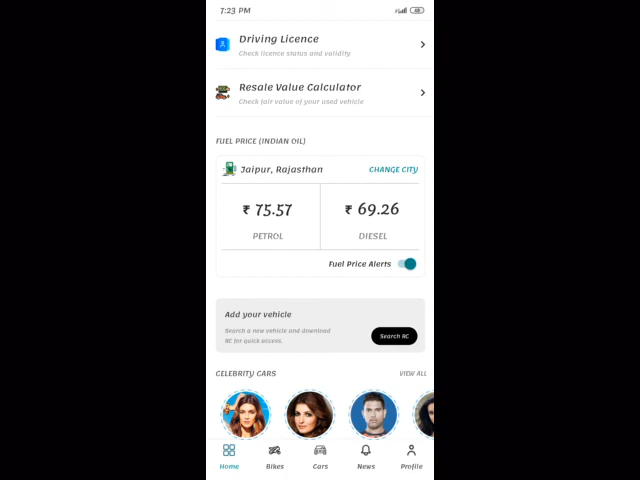 7:23 PM
48
Driving Licence
Check licence status and validity
Resale Value Calculator
Check fair value of your used vehicle
FUEL PRICE (INDIAN OIL)
Jaipur, Rajasthan
CHANGE CITY
₹ 75.57
₹ 69.26
PETROL
DIESEL
Fuel Price Alerts
Add your vehicle
Search a new vehicle and download
RC for quick access.
Search RC
CELEBRITY CARS
VIEW ALL
Home
Bikes
Cars
News
Profile